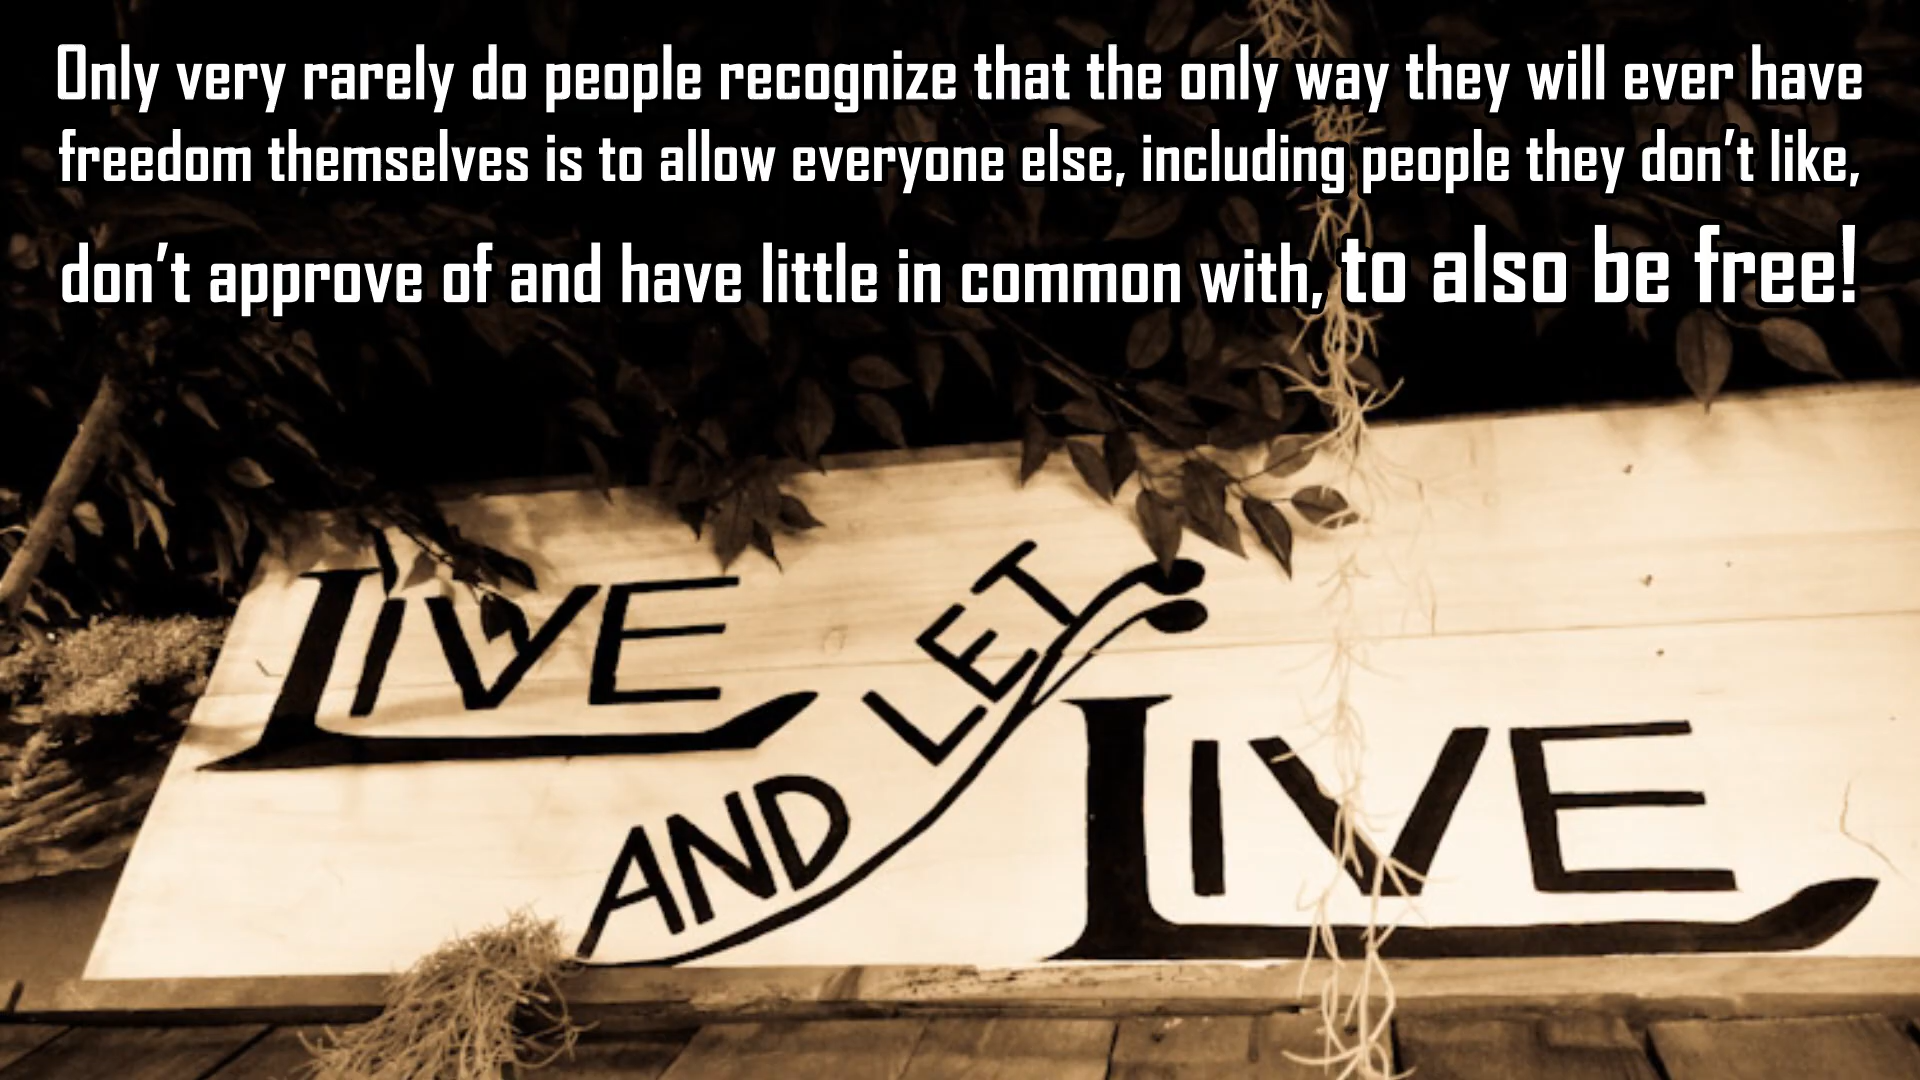 Only very rarely do people recognize that the only way they will ever have
freedom themselves is to allow everyone else, including people they don’t like,
don’t approve of and have little in common with, to also be free!
LIVE
AND LET
LIVE